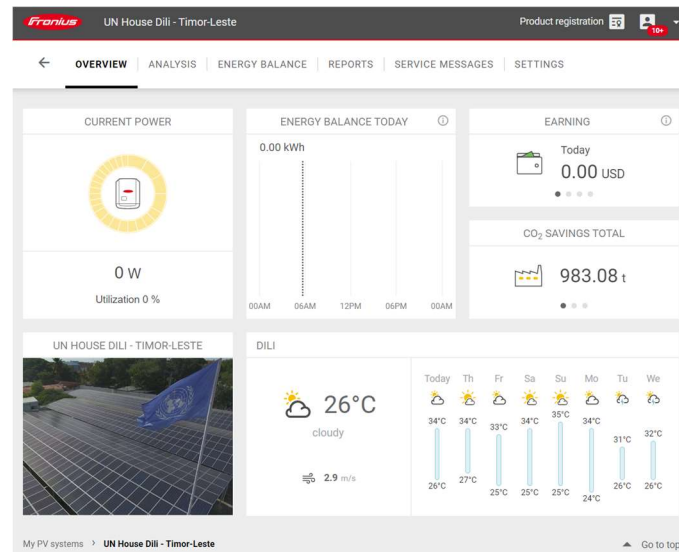 Fronius
UN House Dili - Timor-Leste
Product registration
10+
OVERVIEW
ANALYSIS
ENERGY BALANCE
REPORTS
SERVICE MESSAGES
SETTINGS
CURRENT POWER
0 W
Utilization 0 %
ENERGY BALANCE TODAY
0.00 kWh
00AM 06AM 12PM 06PM 00AM
EARNING
Today
0.00 USD
CO₂ SAVINGS TOTAL
983.08 t
UN HOUSE DILI - TIMOR-LESTE
DILI
26°C
cloudy
2.9 m/s
Today Th Fr Sa Su Mo Tu We
34°C 34°C 33°C 34°C 35°C 34°C 31°C 32°C
26°C 27°C 25°C 25°C 25°C 24°C 26°C 26°C
My PV systems > UN House Dili - Timor-Leste
Go to top